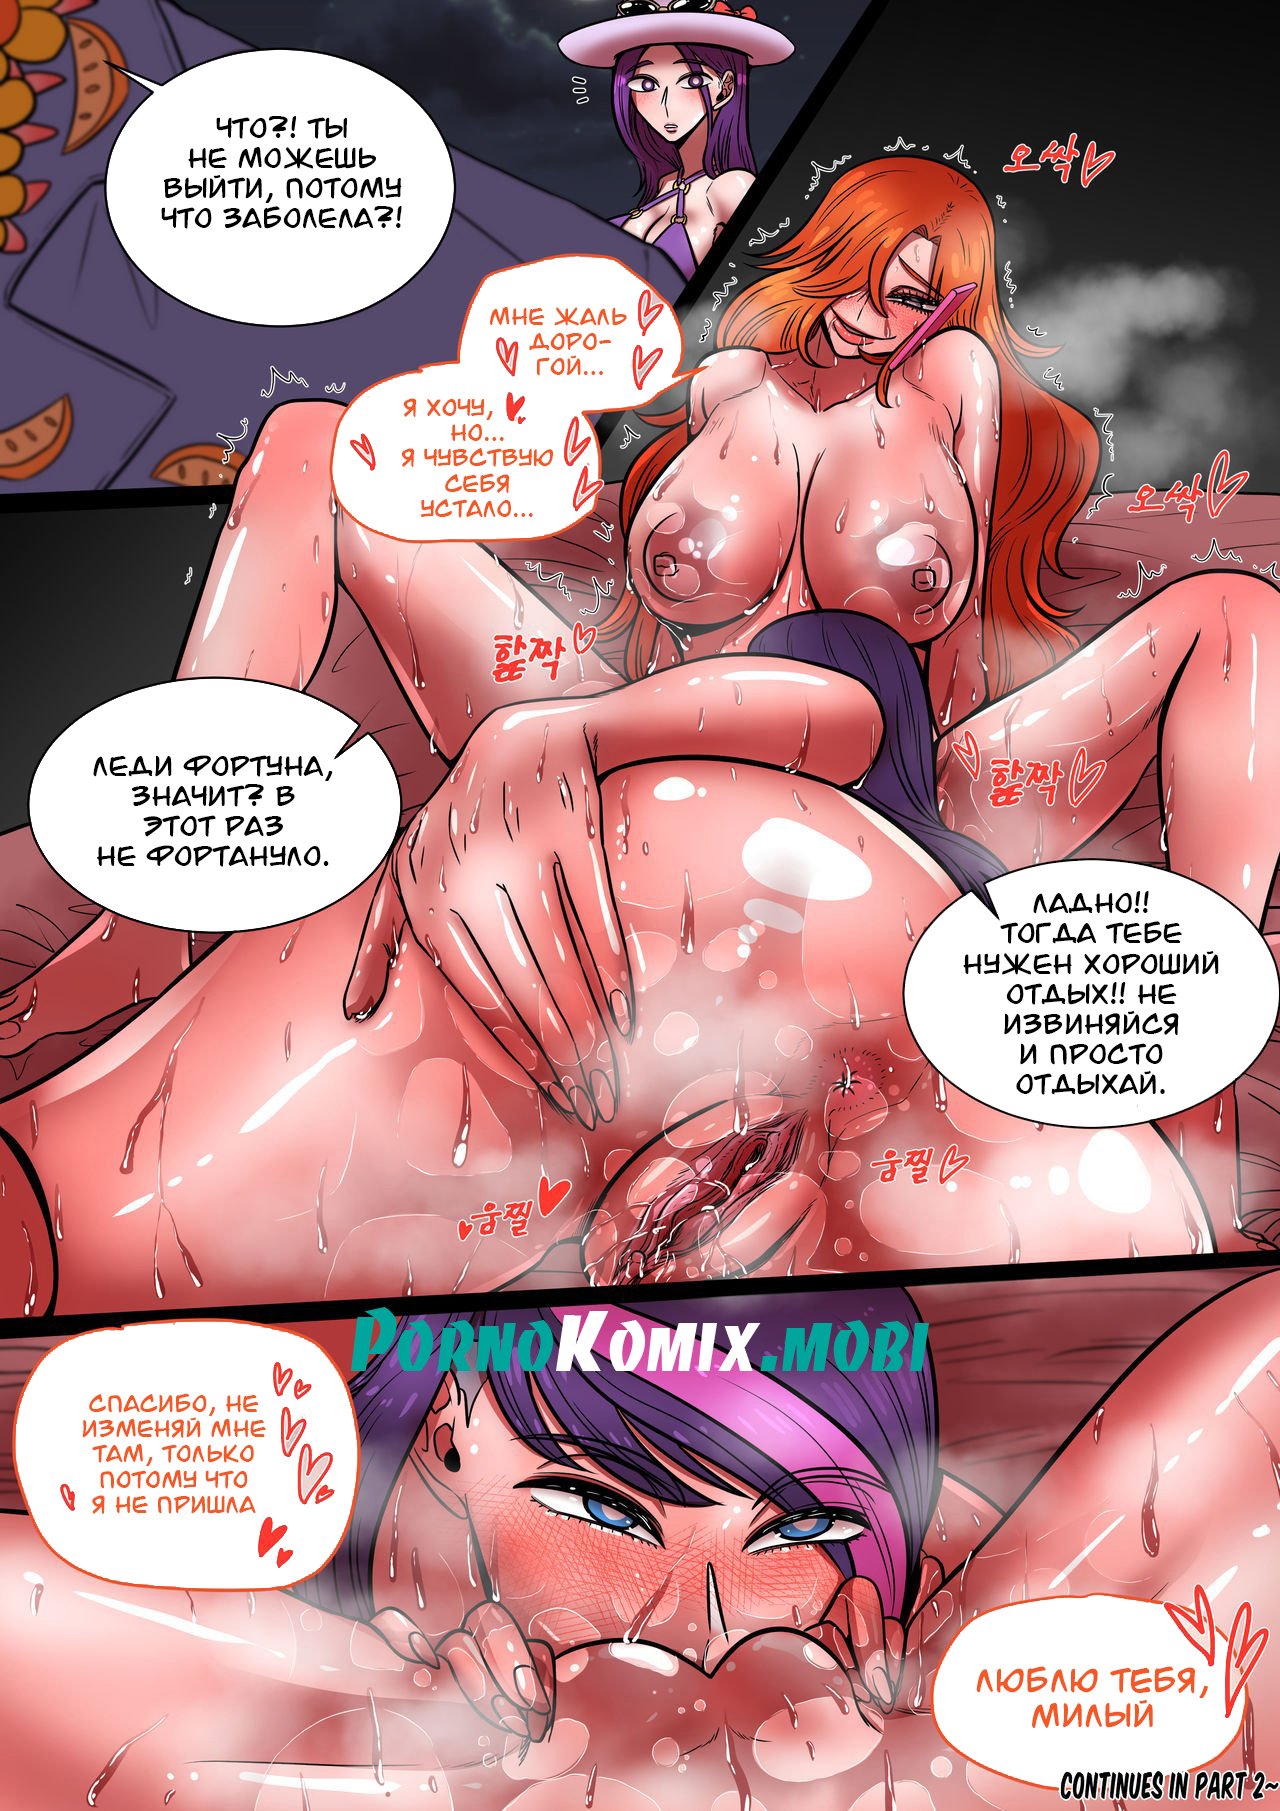 ЧТО?! ТЫ
НЕ МОЖЕШЬ
ВЫЙТИ, ПОТОМУ
ЧТО ЗАБОЛЕЛА?!
오싹
МНЕ ЖАЛЬ
ДОРО-
ГОЙ...
Я ХОЧУ,
НО...
Я ЧУВСТВУЮ
СЕБЯ
УСТАЛО...
오싹
핥짝
핥짝
ЛЕДИ ФОРТУНА,
ЗНАЧИТ? В
ЭТОТ РАЗ
НЕ ФОРТАНУЛО.
ЛАДНО!!
ТОГДА ТЕБЕ
НУЖЕН ХОРОШИЙ
ОТДЫХ!! НЕ
ИЗВИНЯЙСЯ
И ПРОСТО
ОТДЫХАЙ.
움찔
움찔
PORNOKOMIX.MOBI
СПАСИБО, НЕ
ИЗМЕНЯЙ МНЕ
ТАМ, ТОЛЬКО
ПОТОМУ ЧТО
Я НЕ ПРИШЛА
ЛЮБЛЮ ТЕБЯ,
МИЛЫЙ
CONTINUES IN PART 2~